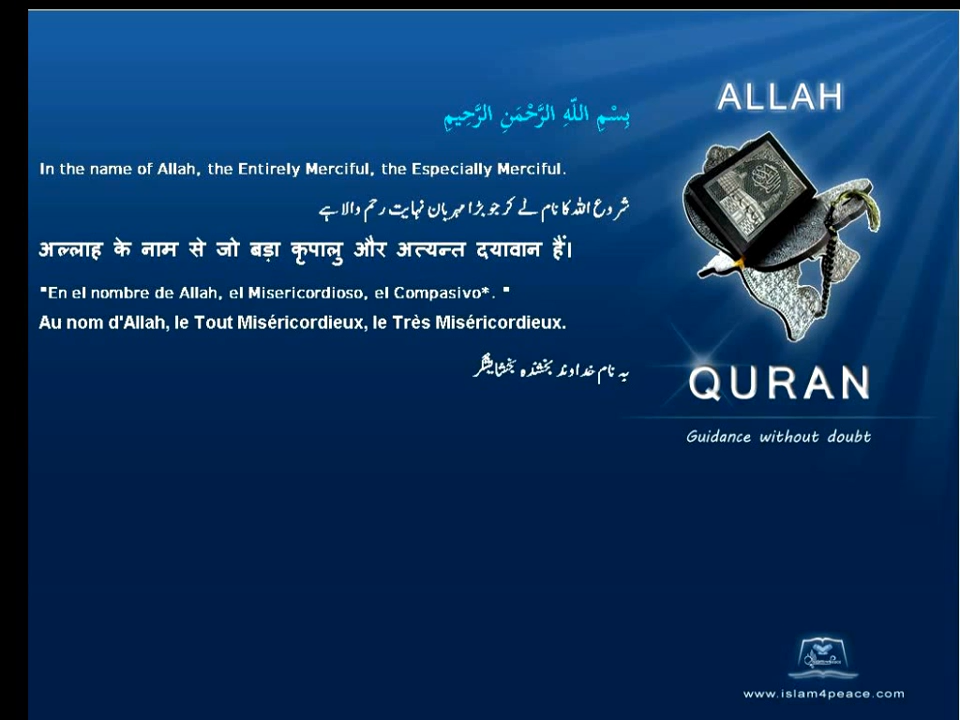 بِسْمِ اللّهِ الرَّحْمَنِ الرَّحِيمِ
In the name of Allah, the Entirely Merciful, the Especially Merciful.
شروع الله کا نام لے کر جو بڑا مہربان نہایت رحم والا ہے
अल्लाह के नाम से जो बड़ा कृपालु और अत्यन्त दयावान हैं।
"En el nombre de Allah, el Misericordioso, el Compasivo*. "
Au nom d'Allah, le Tout Miséricordieux, le Très Miséricordieux.
به نام خداوند بخشنده بخشایشگر
ALLAH
QURAN
Guidance without doubt
www.islam4peace.com